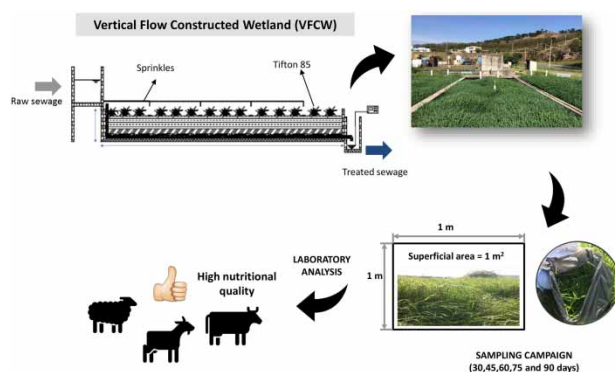 Vertical Flow Constructed Wetland (VFCW)
Sprinkles
Tifton 85
Raw sewage
Treated sewage
1 m
1 m
Superficial area = 1 m²
LABORATORY
ANALYSIS
High nutritional
quality
SAMPLING CAMPAIGN
(30,45,60,75 and 90 days)